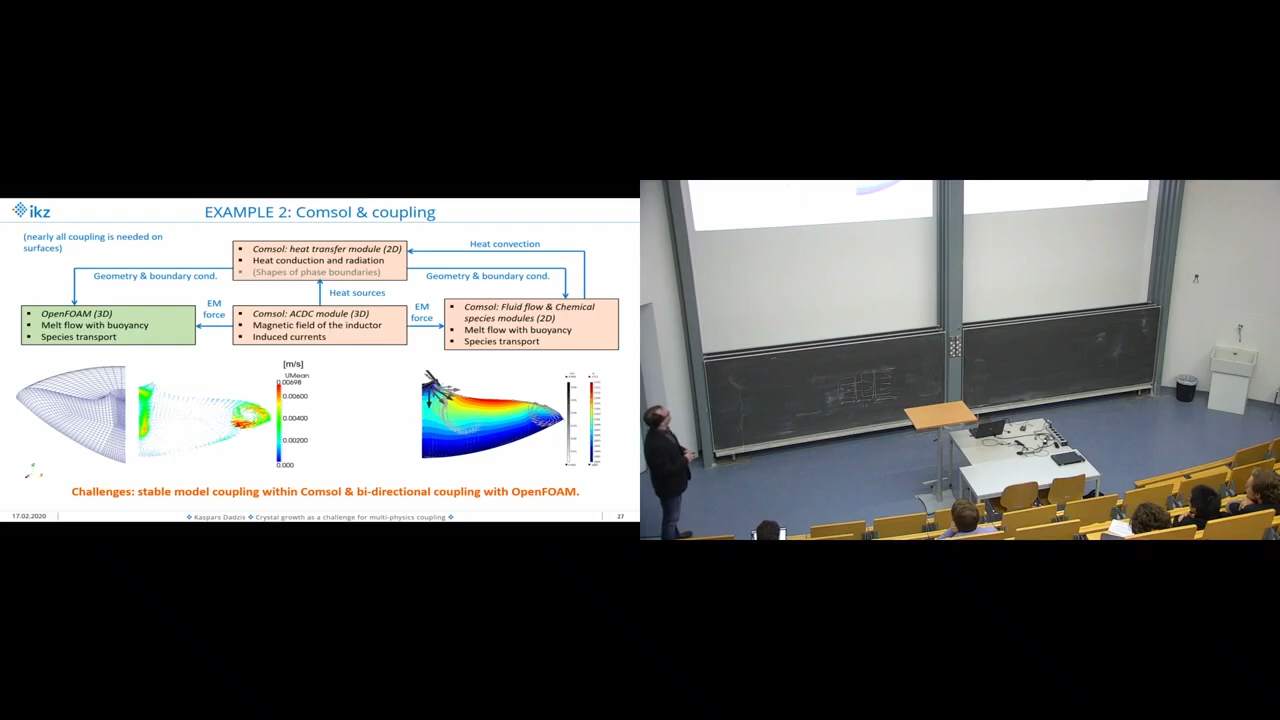 ikz
EXAMPLE 2: Comsol & coupling
(nearly all coupling is needed on
surfaces)
▪ Comsol: heat transfer module (2D)
▪ Heat conduction and radiation
▪ (Shapes of phase boundaries)
Heat convection
Geometry & boundary cond.
Geometry & boundary cond.
Heat sources
▪ OpenFOAM (3D)
▪ Melt flow with buoyancy
▪ Species transport
EM
force
▪ Comsol: ACDC module (3D)
▪ Magnetic field of the inductor
▪ Induced currents
EM
force
▪ Comsol: Fluid flow & Chemical
species modules (2D)
▪ Melt flow with buoyancy
▪ Species transport
[m/s]
UMean
0.00698
0.00600
0.00400
0.00200
0.000
Challenges: stable model coupling within Comsol & bi-directional coupling with OpenFOAM.
17.02.2020
❖ Kaspars Dadzis ❖ Crystal growth as a challenge for multi-physics coupling ❖
27